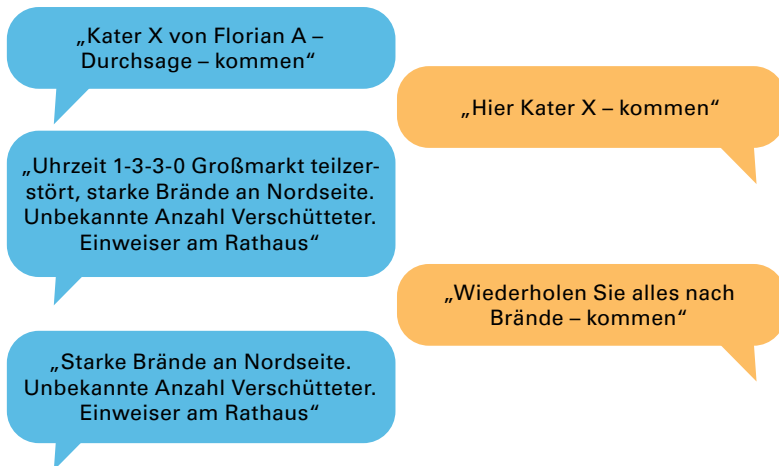 „Kater X von Florian A –
Durchsage – kommen“
„Hier Kater X – kommen“
„Uhrzeit 1-3-3-0 Großmarkt teilzer-
stört, starke Brände an Nordseite.
Unbekannte Anzahl Verschütteter.
Einweiser am Rathaus“
„Wiederholen Sie alles nach
Brände – kommen“
„Starke Brände an Nordseite.
Unbekannte Anzahl Verschütteter.
Einweiser am Rathaus“